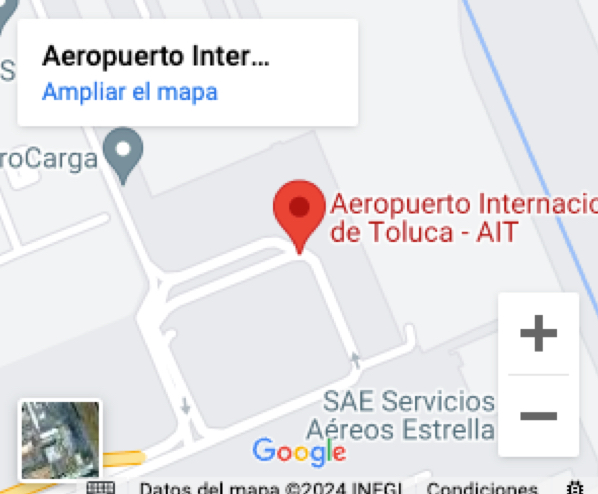 Aeropuerto Inter...
Ampliar el mapa
S
roCarga
Aeropuerto Internacio
de Toluca - AIT
SAE Servicios
Aéreos Estrella
Google
Datos del mapa ©2024 INEGI
Condiciones